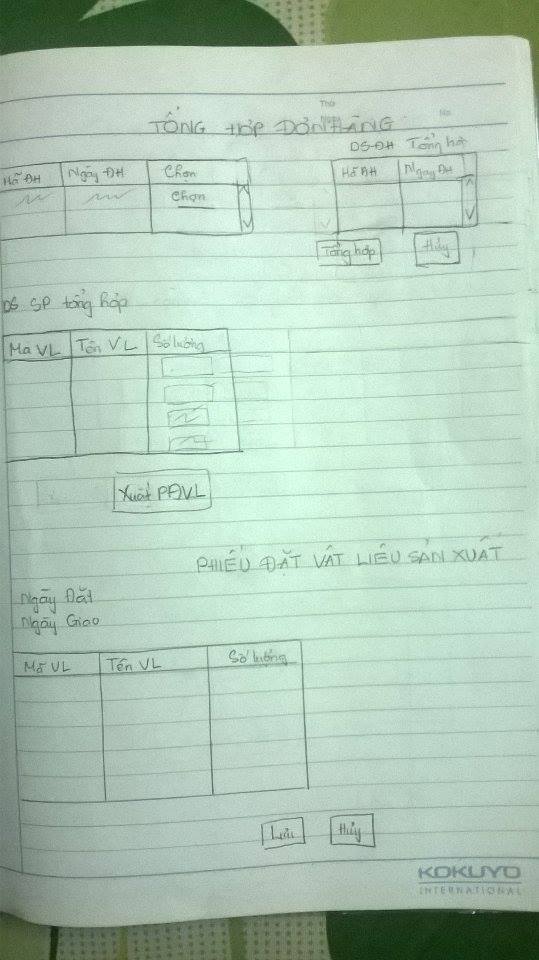 Thứ
No
TỔNG HỢP ĐƠN HÀNG
DS ĐH Tổng hợ
Mã ĐH Ngày ĐH Chọn
Chọn
Mã ĐH Ngày ĐH
Tổng hợp Hủy
DS SP tổng hợp
Mã VL Tên VL Số lượng
Xuất PĐVL
PHIẾU ĐẶT VẬT LIỆU SẢN XUẤT
Ngày Đặt
Ngày Giao
Mã VL Tên VL Số lượng
Lưu Hủy
KOKUYO
INTERNATIONAL